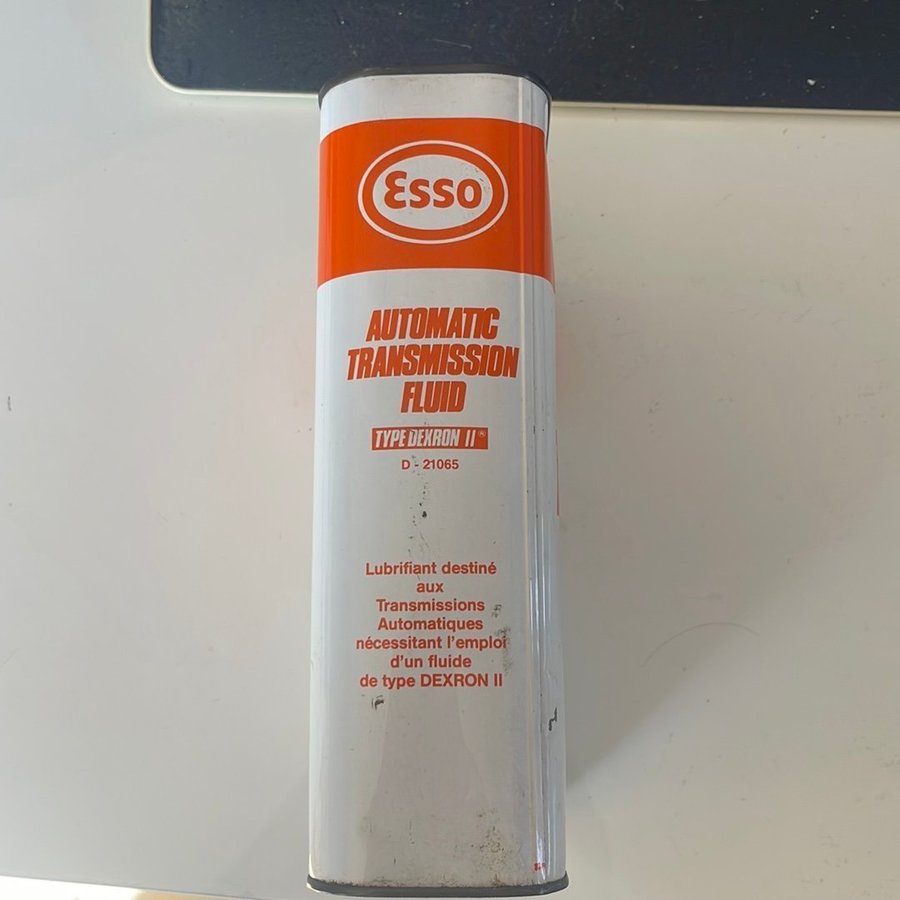 Esso
AUTOMATIC
TRANSMISSION
FLUID
TYPE DEXRON II®
D - 21065
Lubrifiant destiné
aux
Transmissions
Automatiques
nécessitant l'emploi
d'un fluide
de type DEXRON II